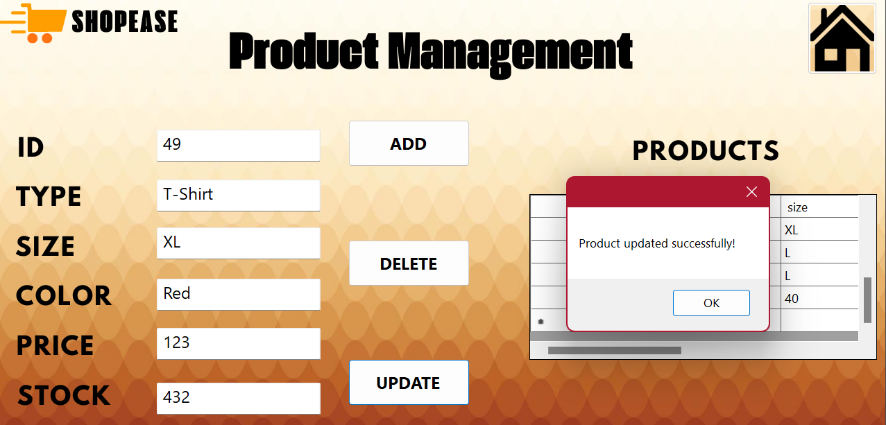 SHOPEASE
Product Management
ID
49
ADD
TYPE
T-Shirt
SIZE
XL
DELETE
COLOR
Red
PRICE
123
UPDATE
STOCK
432
PRODUCTS
size
XL
L
L
40
Product updated successfully!
OK